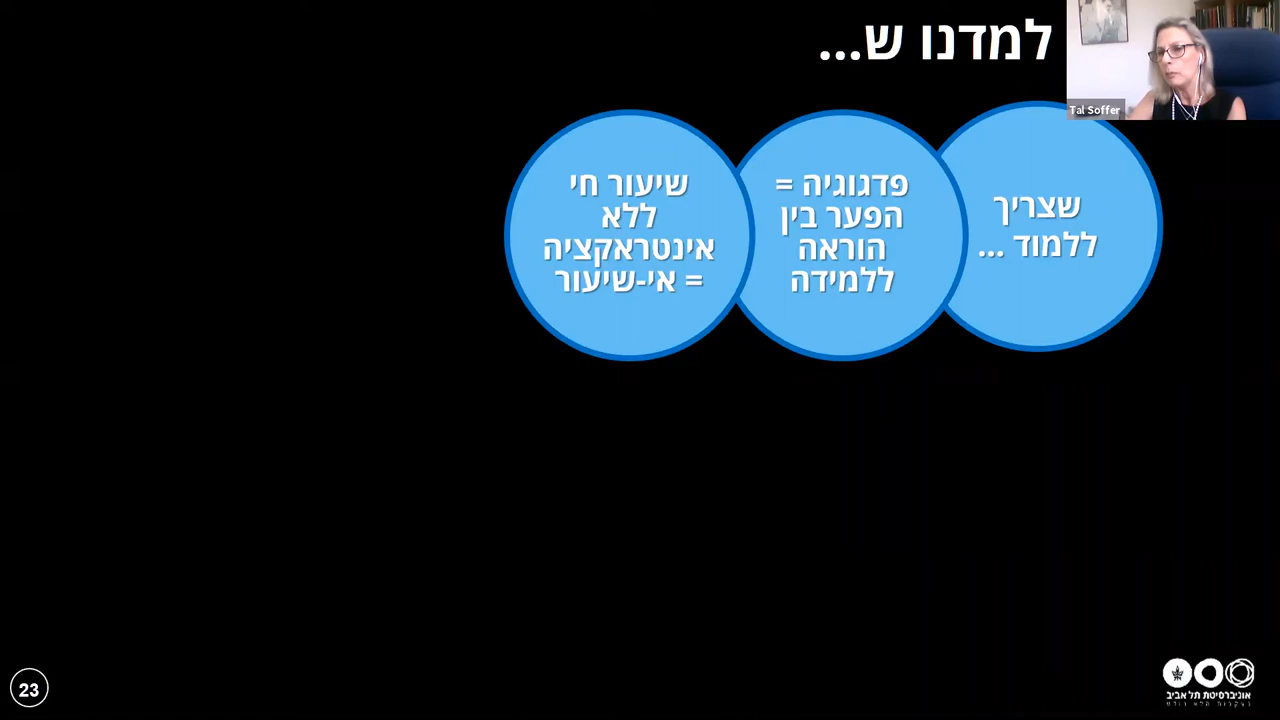 למדנו ש...
Tal Soffer
שצריך
ללמוד ...
פדגוגיה =
הפער בין
הוראה
ללמידה
שיעור חי
ללא
אינטראקציה
= אי-שיעור
23
אוניברסיטת תל אביב